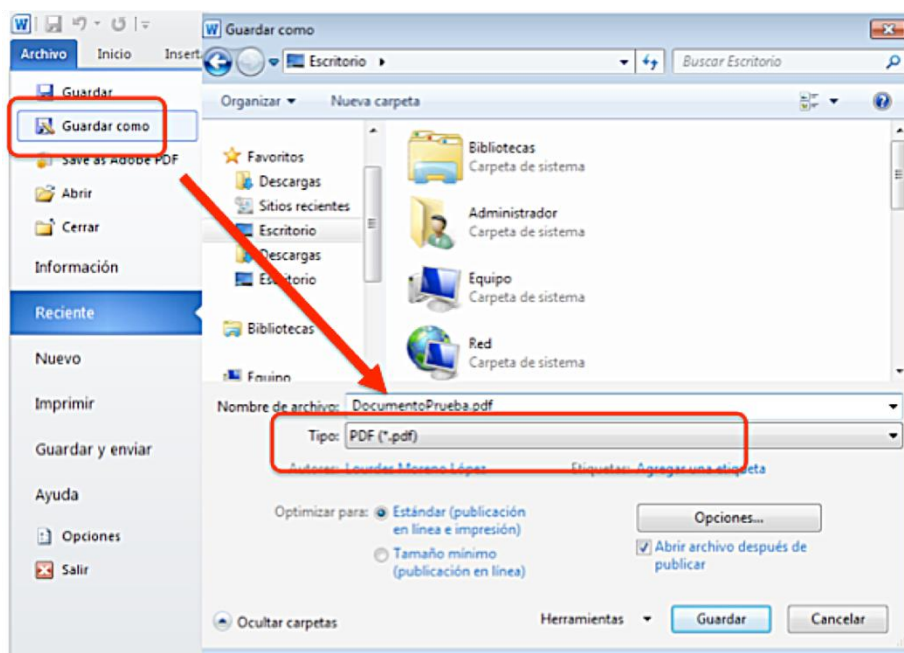 Guardar como
Archivo
Inicio
Insert
Escritorio
Buscar Escritorio
Guardar
Guardar como
Save as Adobe PDF
Abrir
Cerrar
Información
Reciente
Nuevo
Imprimir
Guardar y enviar
Ayuda
Opciones
Salir
Organizar
Nueva carpeta
Favoritos
Descargas
Sitios recientes
Escritorio
Descargas
Escritorio
Bibliotecas
Equipo
Bibliotecas
Carpeta de sistema
Administrador
Carpeta de sistema
Equipo
Carpeta de sistema
Red
Carpeta de sistema
Nombre de archivo: DocumentoPrueba.pdf
Tipo: PDF (*.pdf)
Autores: Lourdes Moreno López
Etiquetas: Agregar una etiqueta
Optimizar para:
Estándar (publicación
en línea e impresión)
Tamaño mínimo
(publicación en línea)
Opciones...
Abrir archivo después de
publicar
Ocultar carpetas
Herramientas
Guardar
Cancelar